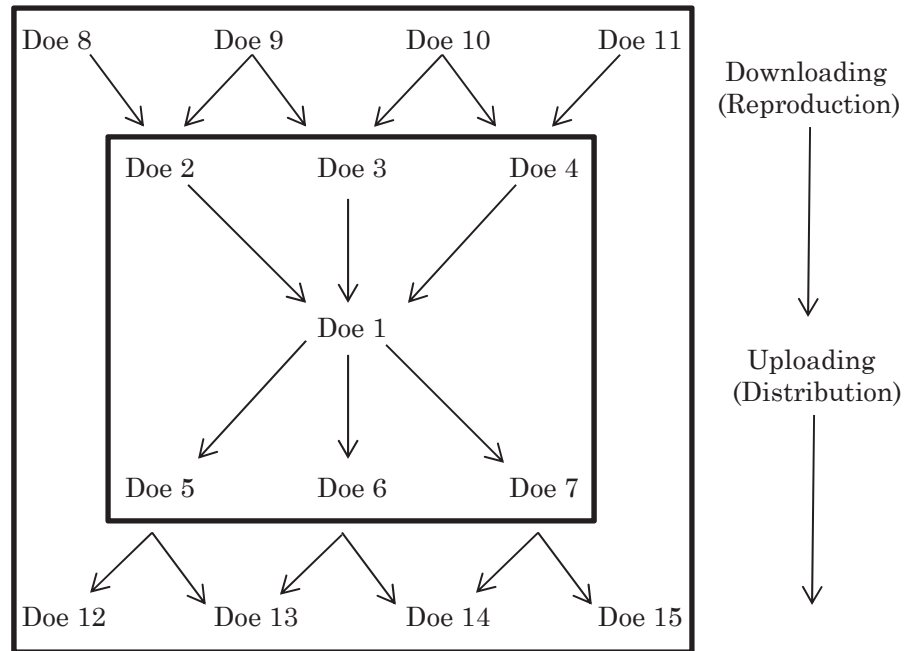 Doe 8 Doe 9 Doe 10 Doe 11
Downloading
(Reproduction)
Doe 2 Doe 3 Doe 4
Doe 1
Uploading
(Distribution)
Doe 5 Doe 6 Doe 7
Doe 12 Doe 13 Doe 14 Doe 15